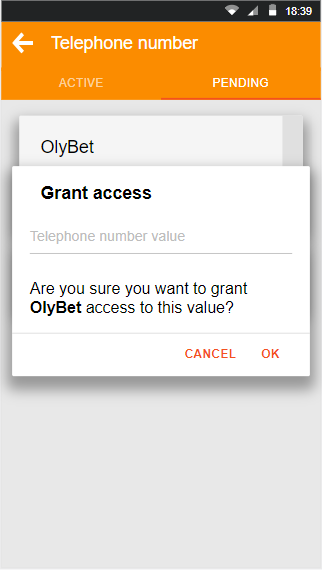 18:39
Telephone number
ACTIVE
PENDING
OlyBet
Grant access
Telephone number value
Are you sure you want to grant
OlyBet access to this value?
CANCEL
OK